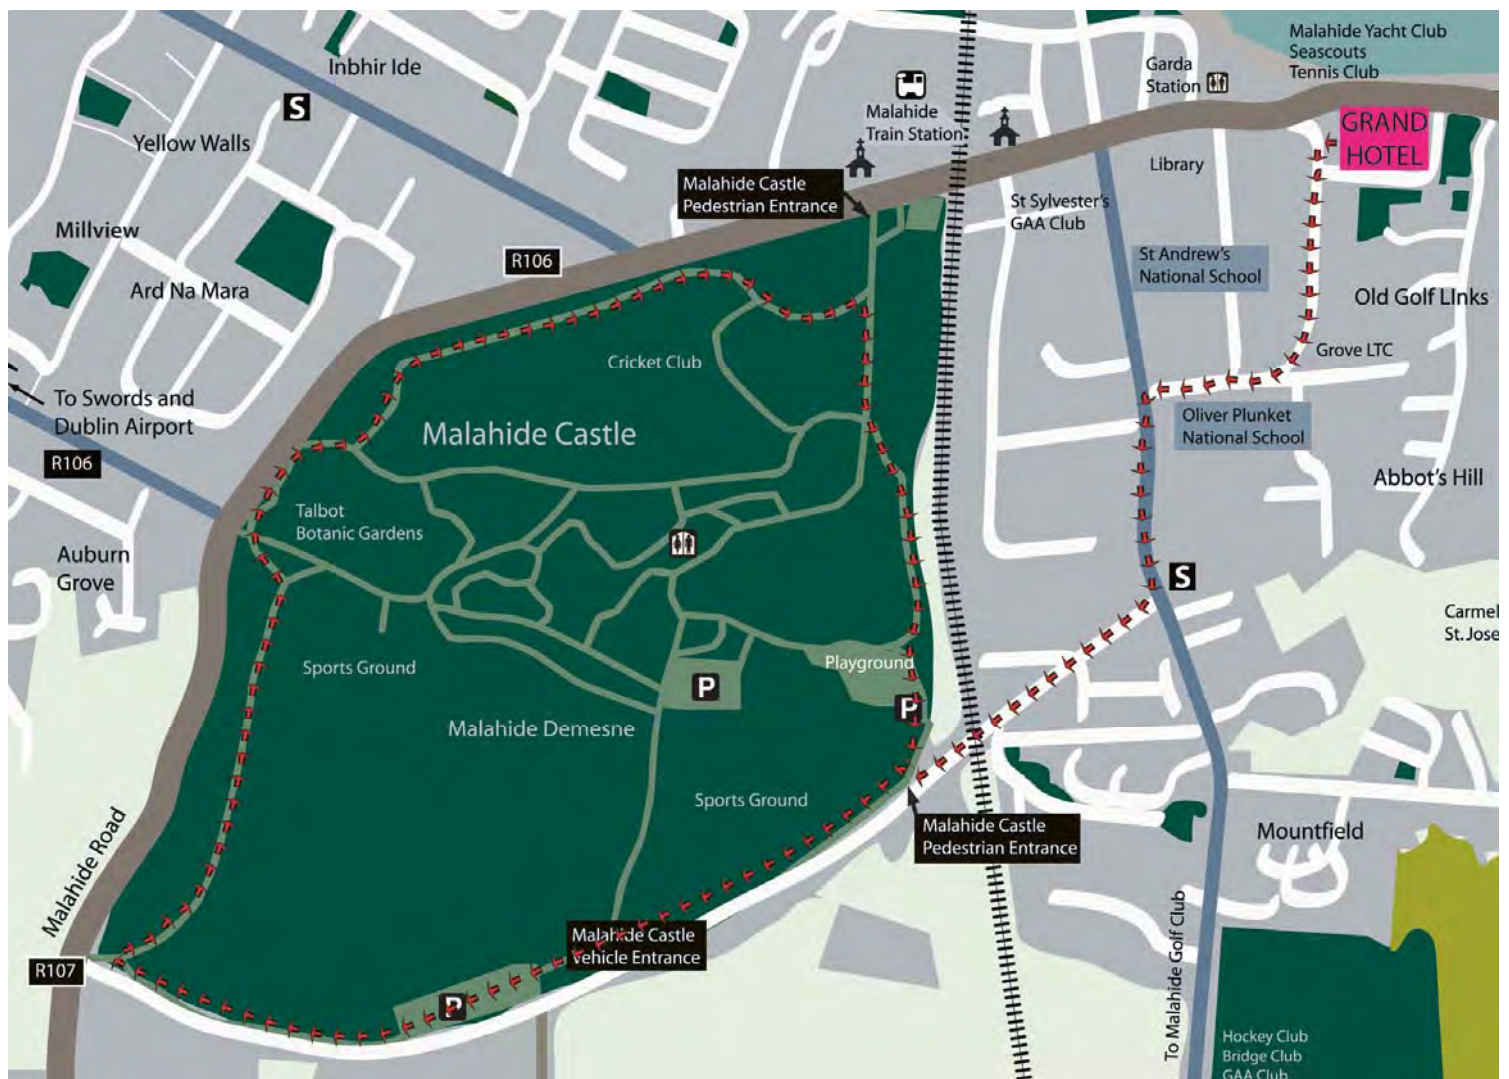 Malahide Yacht Club
Seascouts
Tennis Club
Inbhir Ide
Garda
Station
S
Malahide
Train Station
GRAND
HOTEL
Yellow Walls
Library
Malahide Castle
Pedestrian Entrance
St Sylvester's
GAA Club
Millview
R106
St Andrew's
National School
Ard Na Mara
Old Golf LInks
Cricket Club
Grove LTC
To Swords and
Dublin Airport
Malahide Castle
Oliver Plunket
National School
R106
Abbot's Hill
Talbot
Botanic Gardens
Auburn
Grove
S
Carmel
St. Jose
Sports Ground
Playground
P
P
Malahide Demesne
Sports Ground
Malahide Castle
Pedestrian Entrance
Mountfield
Malahide Road
Malahide Castle
Vehicle Entrance
R107
P
To Malahide Golf Club
Hockey Club
Bridge Club
GAA Club